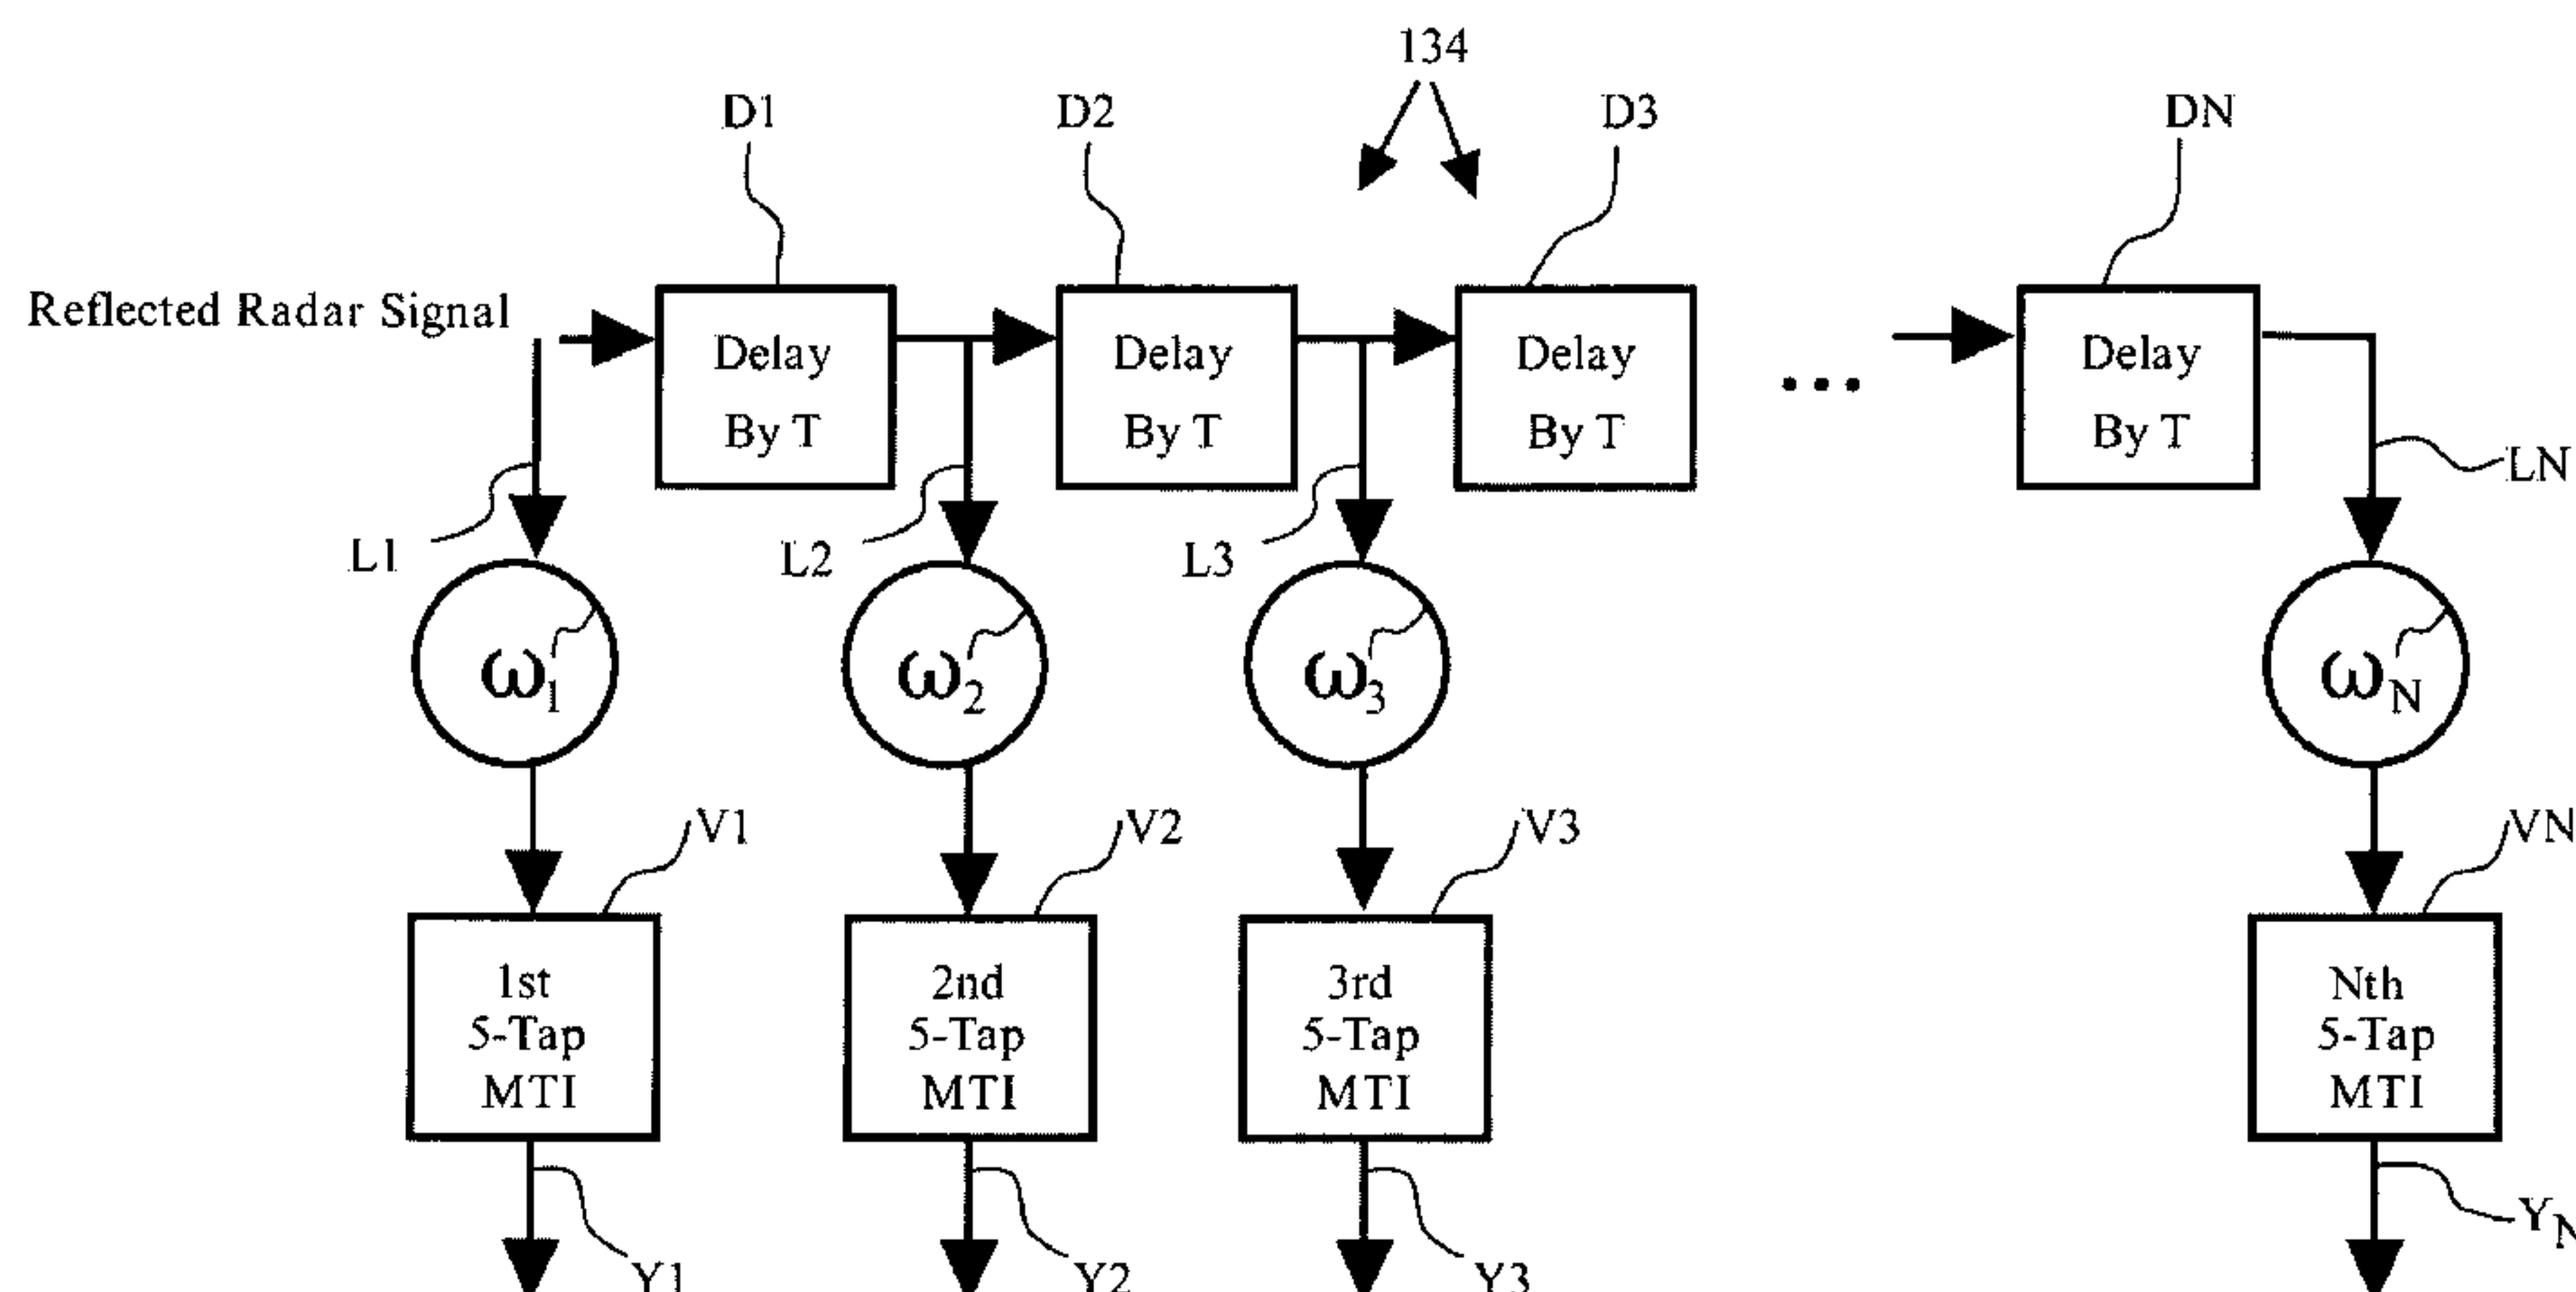 134
D1
D2
D3
DN
Reflected Radar Signal
Delay
By T
Delay
By T
Delay
By T
...
Delay
By T
L1
L2
L3
LN
ω1
ω2
ω3
ωN
V1
V2
V3
VN
1st
5-Tap
MTI
2nd
5-Tap
MTI
3rd
5-Tap
MTI
Nth
5-Tap
MTI
Y1
Y2
Y3
YN